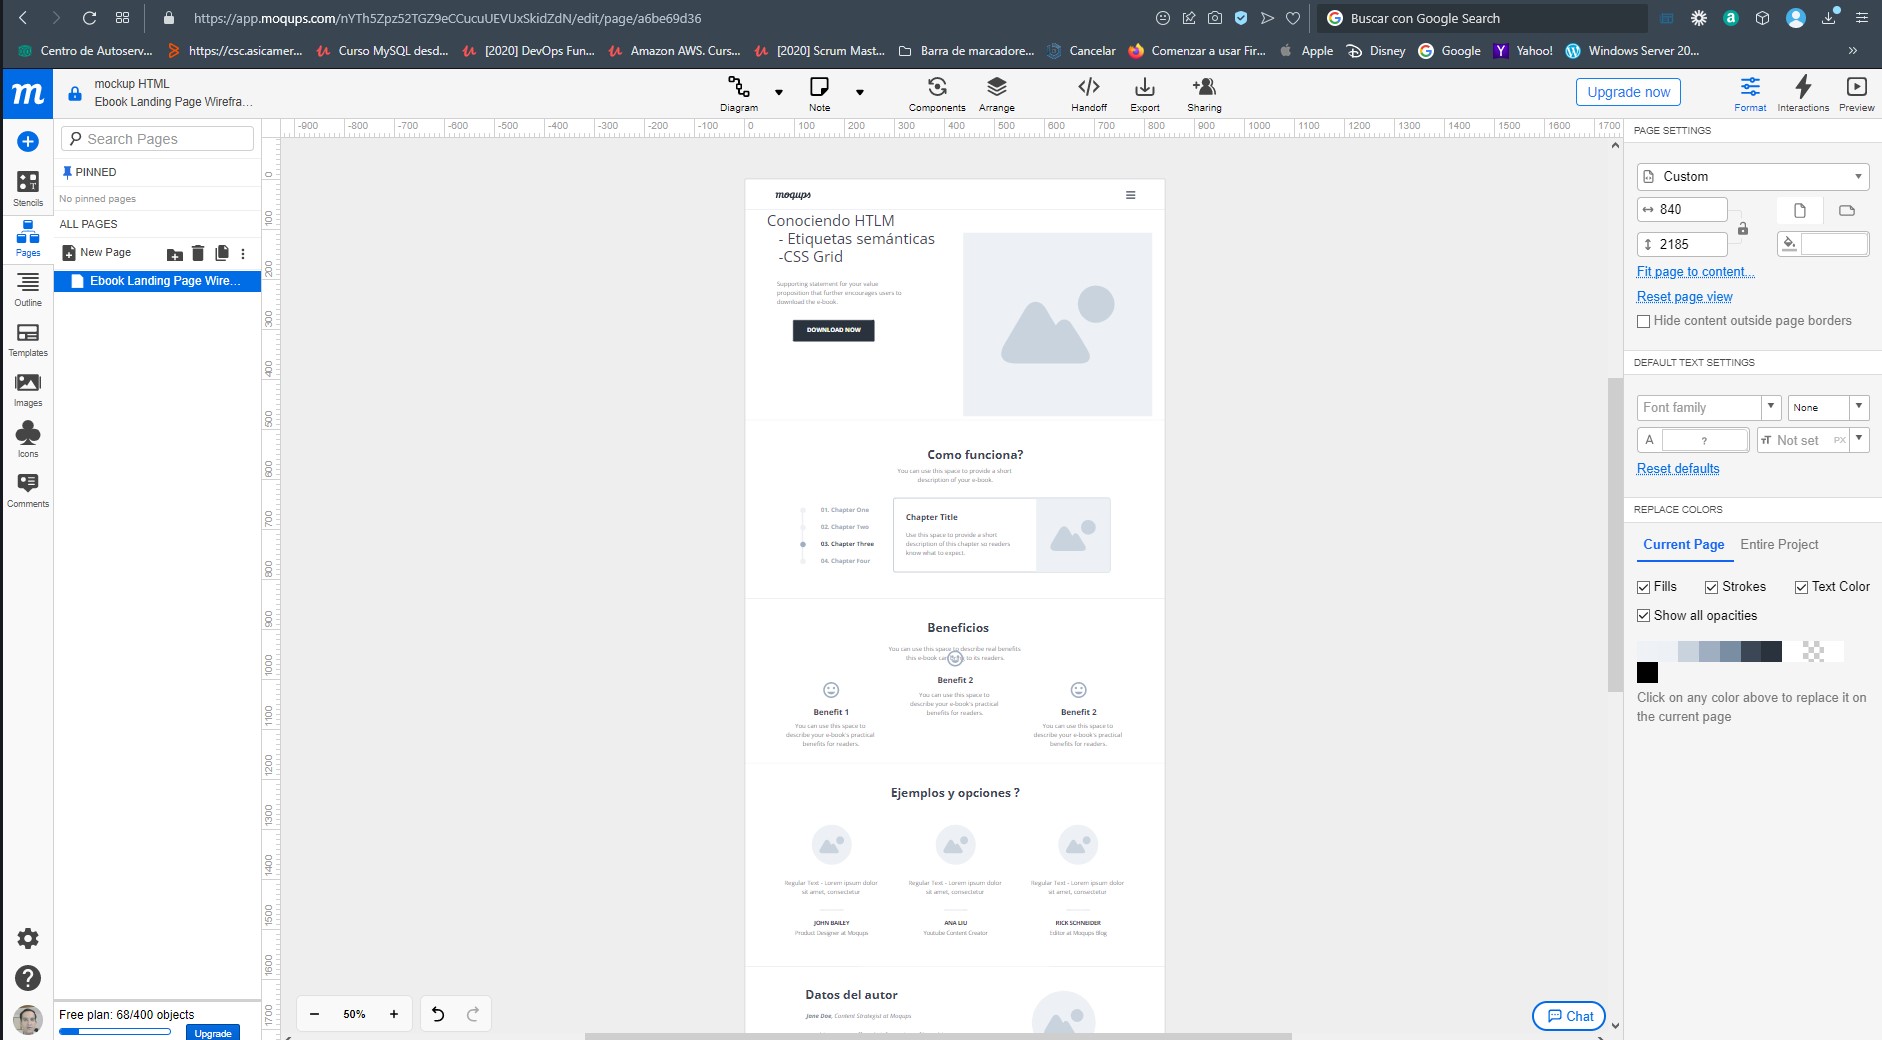 https://app.moqups.com/nYTh5Zpz52TGZ9eCCucuUEVUxSkidZdN/edit/page/a6be69d36
Buscar con Google Search
Centro de Autoserv...
https://csc.asicamer...
Curso MySQL desd...
[2020] DevOps Fun...
Amazon AWS. Curs...
[2020] Scrum Mast...
Barra de marcadore...
Cancelar
Comenzar a usar Fir...
Apple
Disney
Google
Yahoo!
Windows Server 20...
m
mockup HTML
Ebook Landing Page Wirefra...
Diagram
Note
Components
Arrange
Handoff
Export
Sharing
Upgrade now
Format
Interactions
Preview
Stencils
Pages
Outline
Templates
Images
Icons
Comments
Search Pages
PINNED
No pinned pages
ALL PAGES
New Page
Ebook Landing Page Wire...
Free plan: 68/400 objects
Upgrade
-900 -800 -700 -600 -500 -400 -300 -200 -100 0 100 200 300 400 500 600 700 800 900 1000 1100 1200 1300 1400 1500 1600 1700
0 100 200 300 400 500 600 700 800 900 1000 1100 1200 1300 1400 1500 1600 1700
moqups
Conociendo HTLM
- Etiquetas semánticas
-CSS Grid
Supporting statement for your value
proposition that further encourages users to
download the e-book.
DOWNLOAD NOW
Como funciona?
You can use this space to provide a short
description of your e-book.
01. Chapter One
02. Chapter Two
03. Chapter Three
04. Chapter Four
Chapter Title
Use this space to provide a short
description of this chapter so readers
know what to expect.
Beneficios
You can use this space to describe real benefits
this e-book can to its readers.
Benefit 1
You can use this space to
describe your e-book's practical
benefits for readers.
Benefit 2
You can use this space to
describe your e-book's practical
benefits for readers.
Benefit 2
You can use this space to
describe your e-book's practical
benefits for readers.
Ejemplos y opciones ?
Regular Text - Lorem ipsum dolor
sit amet, consectetur
JOHN BAILEY
Product Designer at Moqups
Regular Text - Lorem ipsum dolor
sit amet, consectetur
ANA LIU
Youtube Content Creator
Regular Text - Lorem ipsum dolor
sit amet, consectetur
RICK SCHNEIDER
Editor at Moqups Blog
Datos del autor
Jane Doe, Content Strategist at Moqups
50%
Chat
PAGE SETTINGS
Custom
840
2185
Fit page to content...
Reset page view
Hide content outside page borders
DEFAULT TEXT SETTINGS
Font family
None
A ?
Not set PX
Reset defaults
REPLACE COLORS
Current Page
Entire Project
Fills
Strokes
Text Color
Show all opacities
Click on any color above to replace it on
the current page